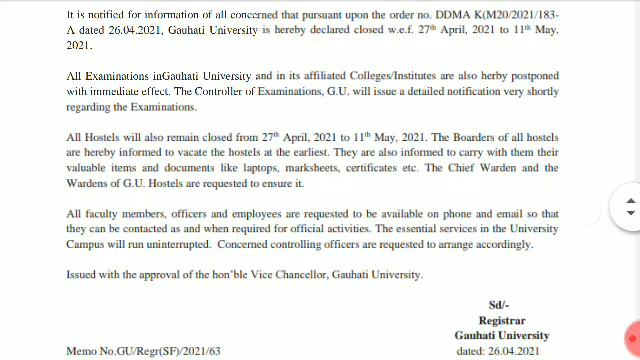 It is notified for information of all concerned that pursuant upon the order no. DDMA K(M20/2021/183-
A dated 26.04.2021, Gauhati University is hereby declared closed w.e.f. 27th April, 2021 to 11th May,
2021.
All Examinations inGauhati University and in its affiliated Colleges/Institutes are also herby postponed
with immediate effect. The Controller of Examinations, G.U. will issue a detailed notification very shortly
regarding the Examinations.
All Hostels will also remain closed from 27th April, 2021 to 11th May, 2021. The Boarders of all hostels
are hereby informed to vacate the hostels at the earliest. They are also informed to carry with them their
valuable items and documents like laptops, marksheets, certificates etc. The Chief Warden and the
Wardens of G.U. Hostels are requested to ensure it.
All faculty members, officers and employees are requested to be available on phone and email so that
they can be contacted as and when required for official activities. The essential services in the University
Campus will run uninterrupted. Concerned controlling officers are requested to arrange accordingly.
Issued with the approval of the hon'ble Vice Chancellor, Gauhati University.
Sd/-
Registrar
Gauhati University
Memo No.GU/Regr(SF)/2021/63 dated: 26.04.2021